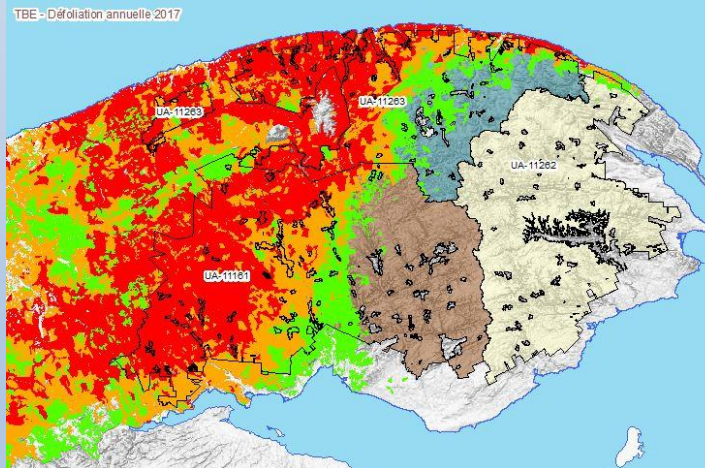 TBE - Défoliation annuelle 2017
UA-11263
UA-11263
UA-11262
UA-11161